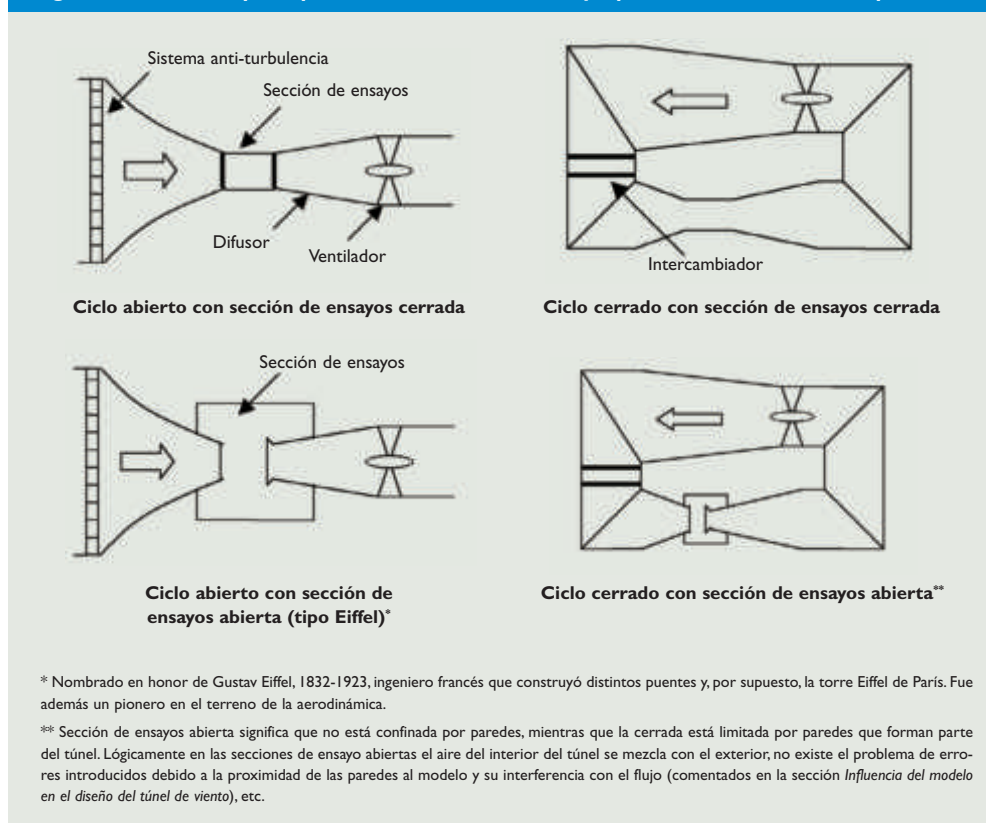 Sistema anti-turbulencia
Sección de ensayos
Difusor
Ventilador
Intercambiador
Ciclo abierto con sección de ensayos cerrada
Ciclo cerrado con sección de ensayos cerrada
Sección de ensayos
Ciclo abierto con sección de
ensayos abierta (tipo Eiffel)*
Ciclo cerrado con sección de ensayos abierta**
* Nombrado en honor de Gustav Eiffel, 1832-1923, ingeniero francés que construyó distintos puentes y, por supuesto, la torre Eiffel de París. Fue
además un pionero en el terreno de la aerodinámica.
** Sección de ensayos abierta significa que no está confinada por paredes, mientras que la cerrada está limitada por paredes que forman parte
del túnel. Lógicamente en las secciones de ensayo abiertas el aire del interior del túnel se mezcla con el exterior, no existe el problema de erro-
res introducidos debido a la proximidad de las paredes al modelo y su interferencia con el flujo (comentados en la sección Influencia del modelo
en el diseño del túnel de viento), etc.